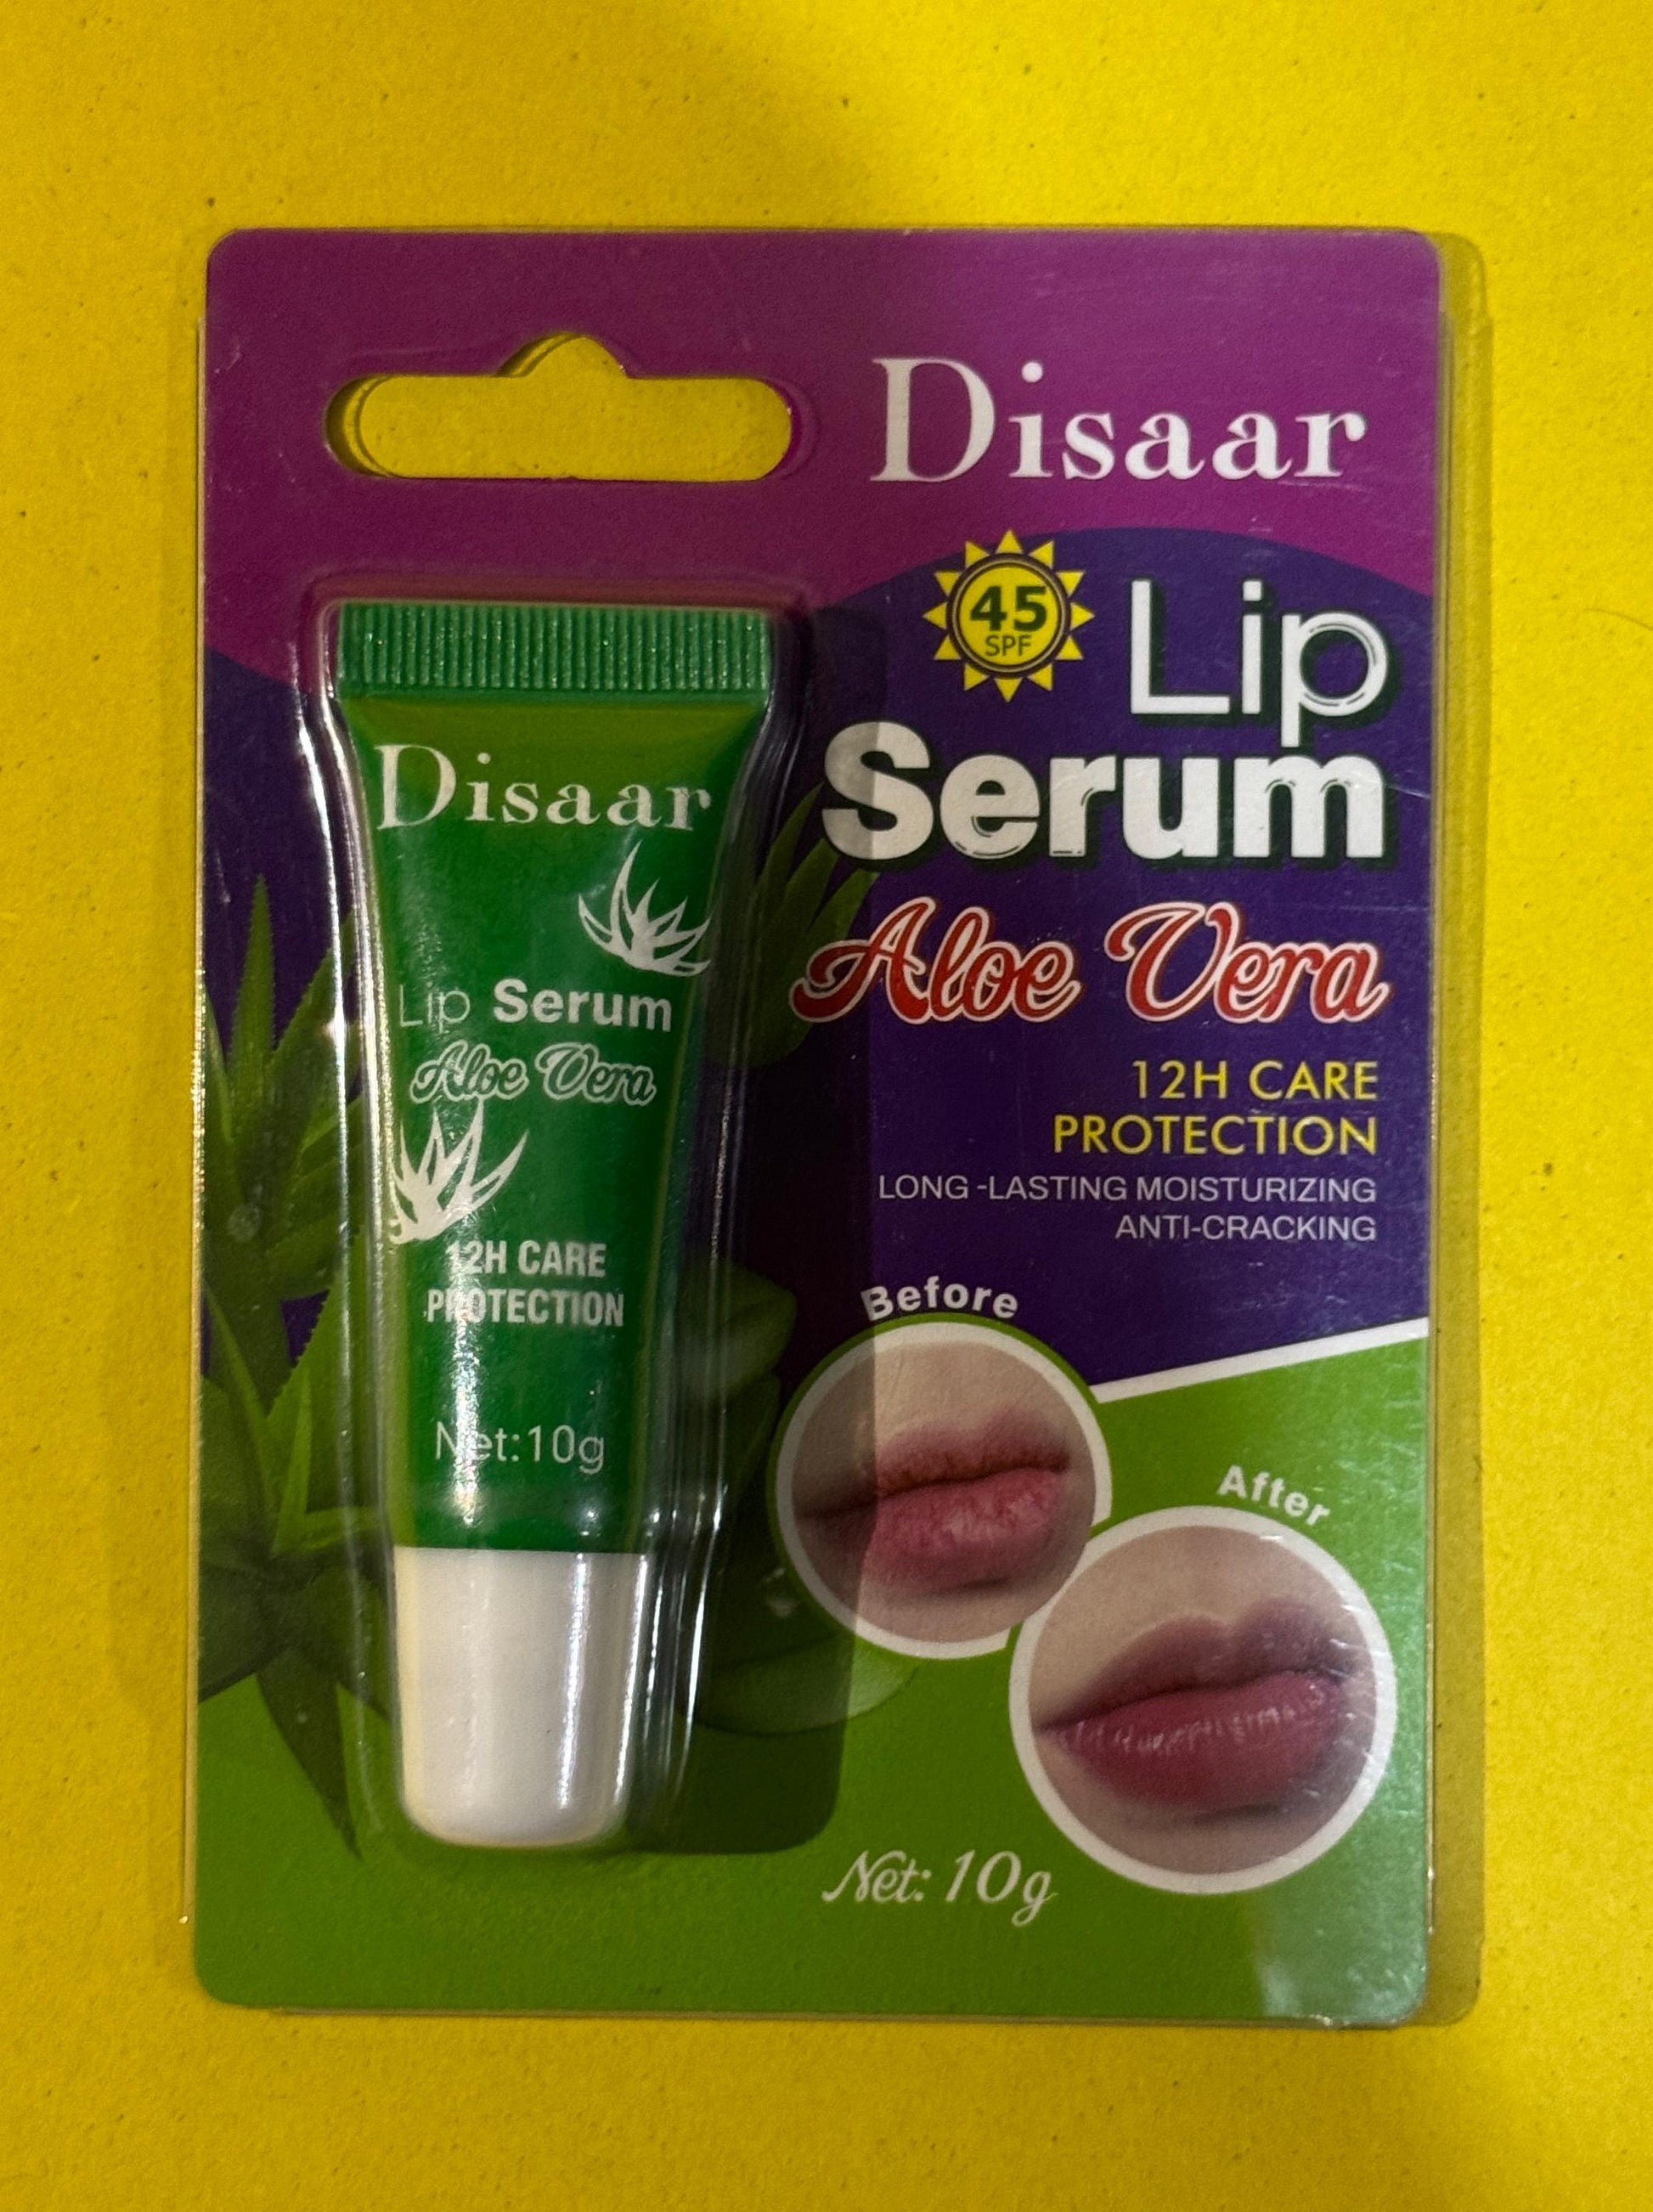 Disaar
45
SPF
Lip
Serum
Aloe Vera
12H CARE
PROTECTION
LONG -LASTING MOISTURIZING
ANTI-CRACKING
Before
After
Net: 10g
Disaar
Lip Serum
Aloe Vera
12H CARE
PROTECTION
Net:10g